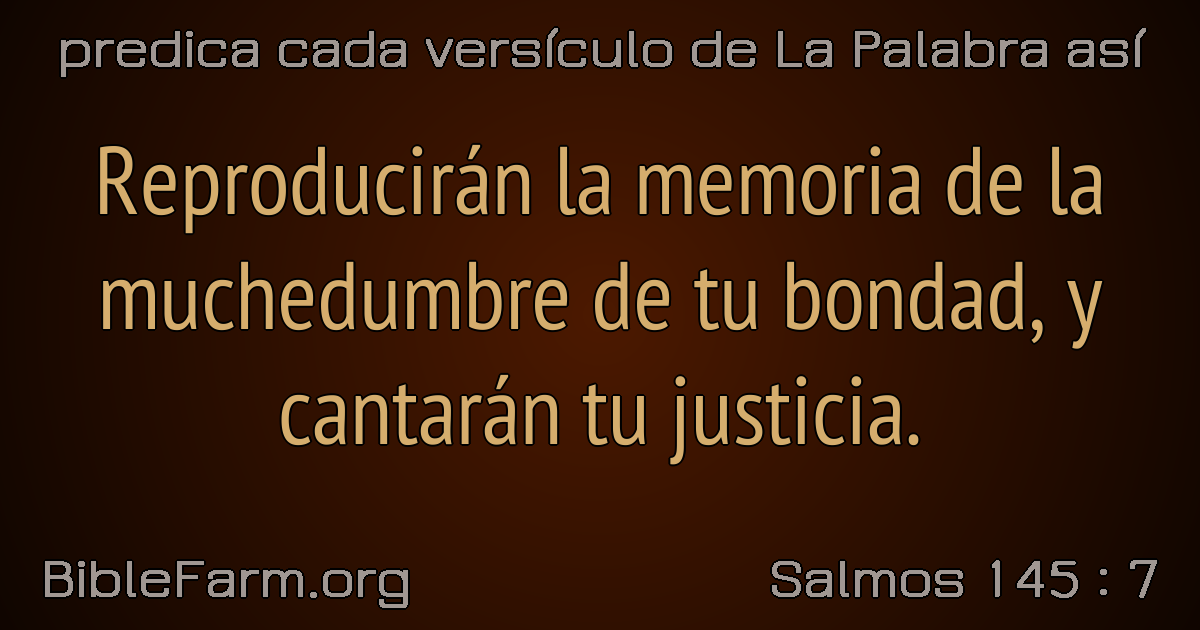 predica cada versículo de La Palabra así
Reproducirán la memoria de la
muchedumbre de tu bondad, y
cantarán tu justicia.
BibleFarm.org
Salmos 145 : 7